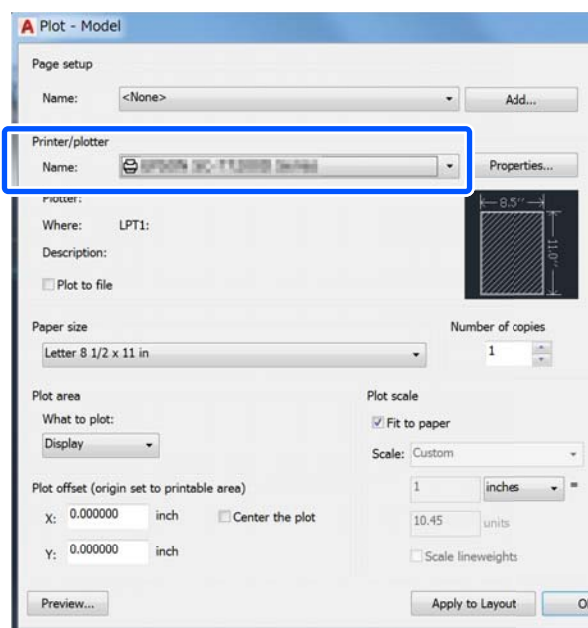 Plot - Model
Page setup
Name: <None> Add...
Printer/plotter
Name: Properties...
Plotter:
Where: LPT1:
Description:
Plot to file
8.5''
11.0''
Paper size
Number of copies
Letter 8 1/2 x 11 in
1
Plot area
Plot scale
What to plot:
Fit to paper
Display
Scale: Custom
Plot offset (origin set to printable area)
1 inches =
X: 0.000000 inch Center the plot
10.45 units
Y: 0.000000 inch
Scale lineweights
Preview... Apply to Layout